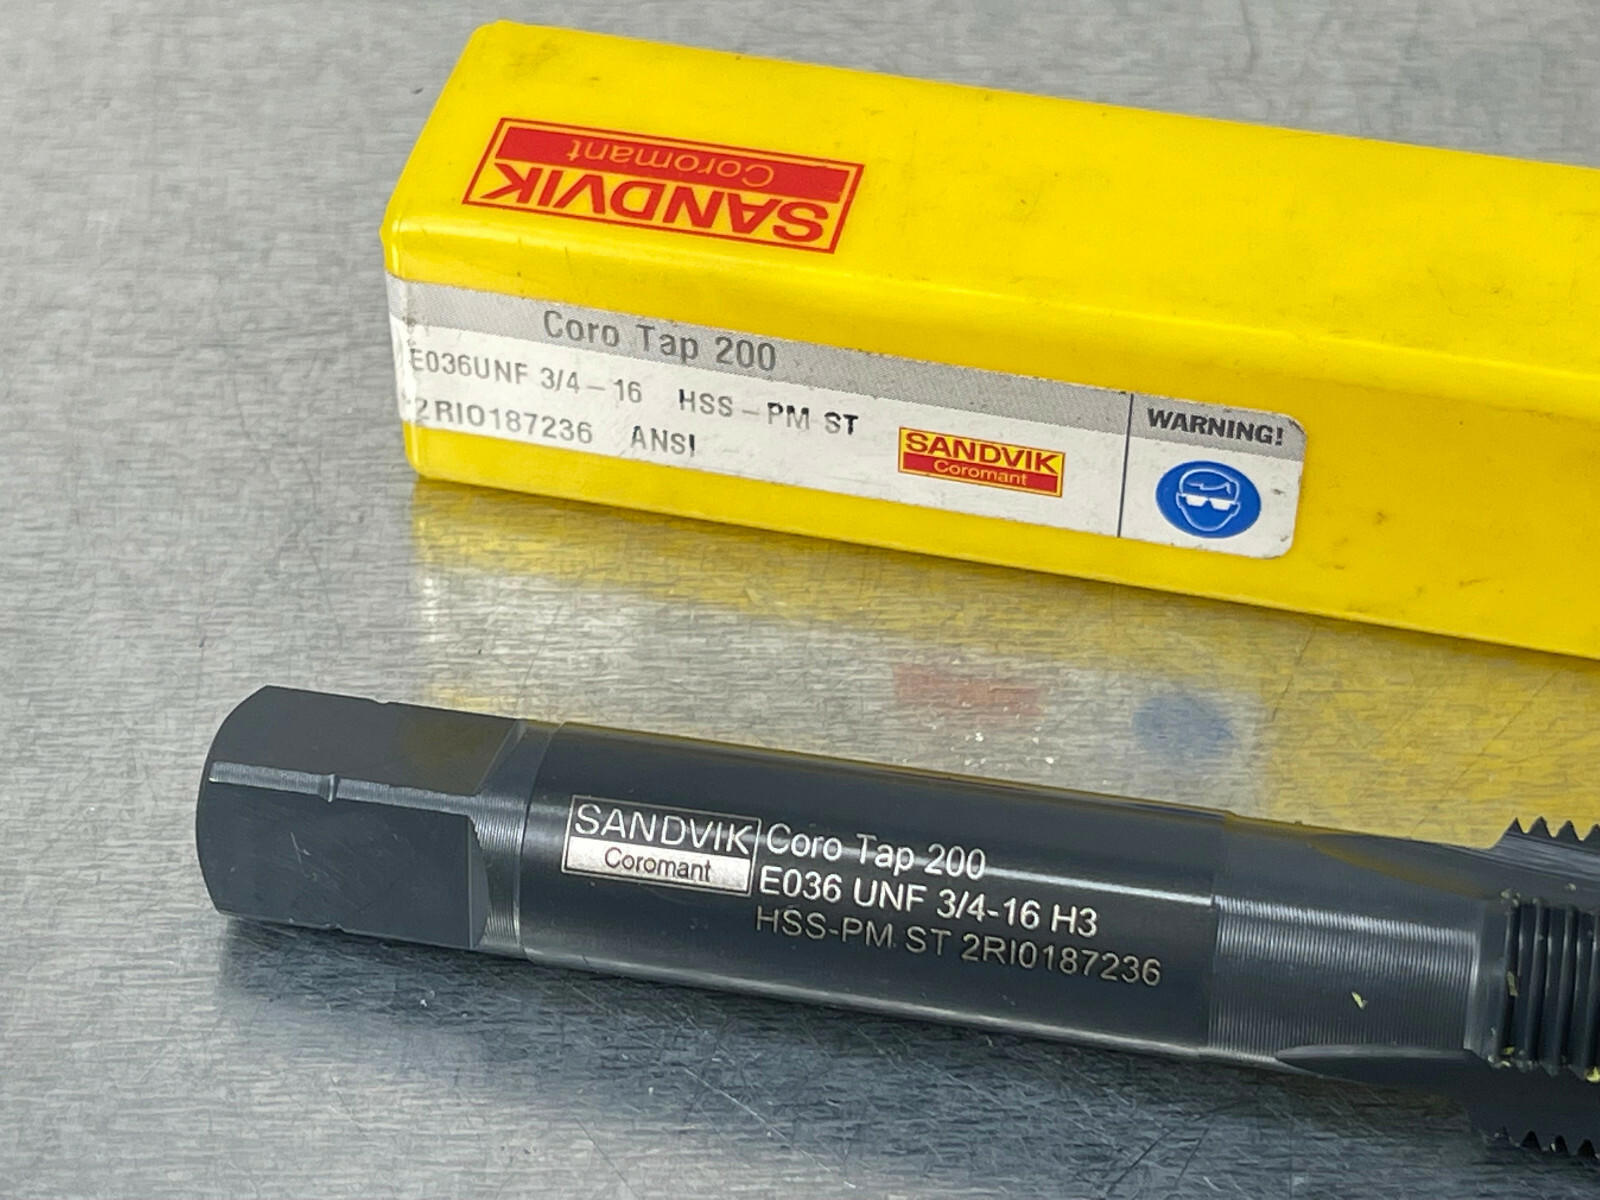 SANDVIK
Coromant
Coro Tap 200
E036UNF 3/4-16 HSS-PM ST
2RI0187236 ANSI
SANDVIK
Coromant
WARNING!
SANDVIK
Coromant
Coro Tap 200
E036 UNF 3/4-16 H3
HSS-PM ST 2RI0187236